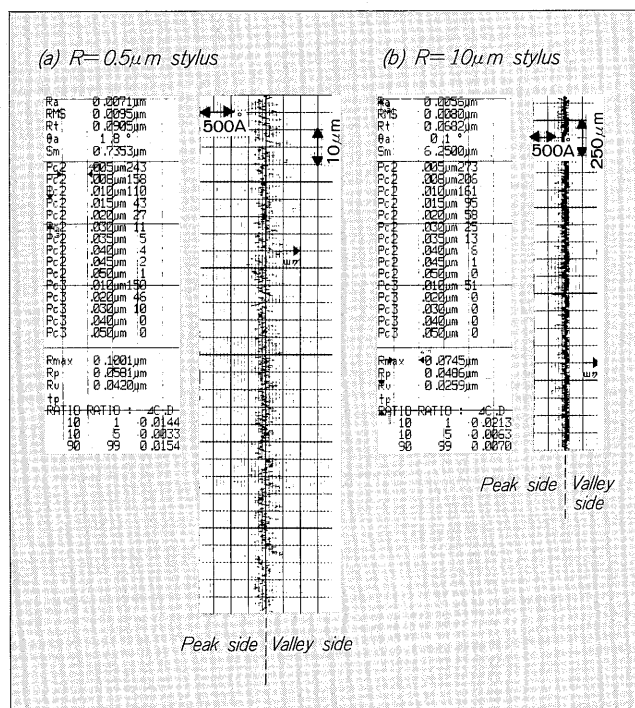 (a) R=0.5μm stylus
Ra 0.0071μm
RMS 0.0095μm
Rt 0.0905μm
θa 1.8°
Sm 0.7353μm
Pc2 .005μm243
Pc2 .008μm158
Pc2 .010μm110
Pc2 .015μm 43
Pc2 .020μm 27
.030μm 11
Pc2 .035μm 5
Pc2 .040μm 4
Pc2 .045μm 2
Pc2 .050μm 1
Pc3 .010μm150
Pc3 .020μm 46
Pc3 .030μm 10
Pc3 .040μm 0
Pc3 .050μm 0
Rmax 0.1001μm
Rp 0.0581μm
Rv 0.0420μm
tp
RATIO RATIO : ΔC.D
10 1 -0.0144
10 5 -0.0033
90 99 0.0154
500A
10μm
Peak side Valley side
(b) R=10μm stylus
Ra 0.0056μm
RMS 0.0080μm
Rt 0.0682μm
θa 0.1°
Sm 6.2500μm
Pc2 .005μm273
Pc2 .008μm206
Pc2 .010μm161
Pc2 .015μm 95
Pc2 .020μm 58
Pc2 .030μm 25
Pc2 .035μm 13
Pc2 .040μm 6
Pc2 .045μm 1
Pc2 .050μm 0
Pc3 .010μm 51
Pc3 .020μm 0
Pc3 .030μm 0
Pc3 .040μm 0
Pc3 .050μm 0
Rmax 0.0745μm
Rp 0.0486μm
Rv 0.0259μm
tp
RATIO RATIO : ΔC.D
10 1 -0.0213
10 5 -0.0063
90 99 0.0070
500A
250μm
Peak side Valley side